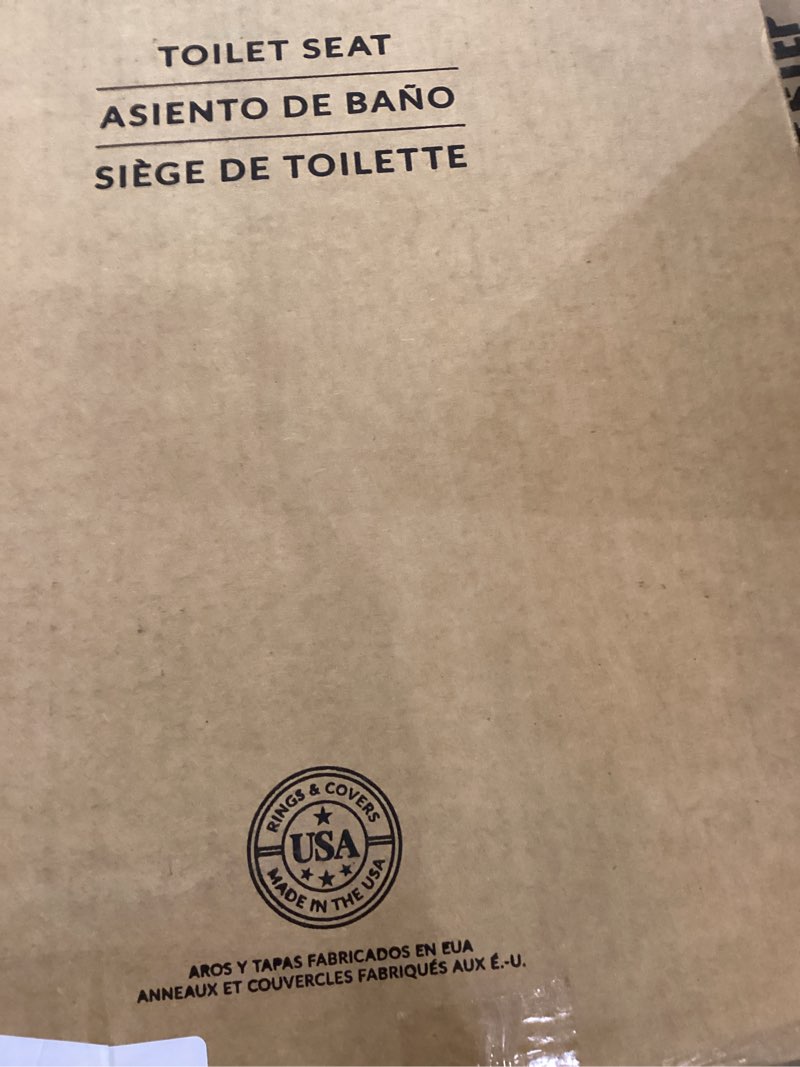 TOILET SEAT
ASIENTO DE BAÑO
SIÈGE DE TOILETTE
RINGS & COVERS
USA
MADE IN THE USA
AROS Y TAPAS FABRICADOS EN EUA
ANNEAUX ET COUVERCLES FABRIQUÉS AUX É.-U.